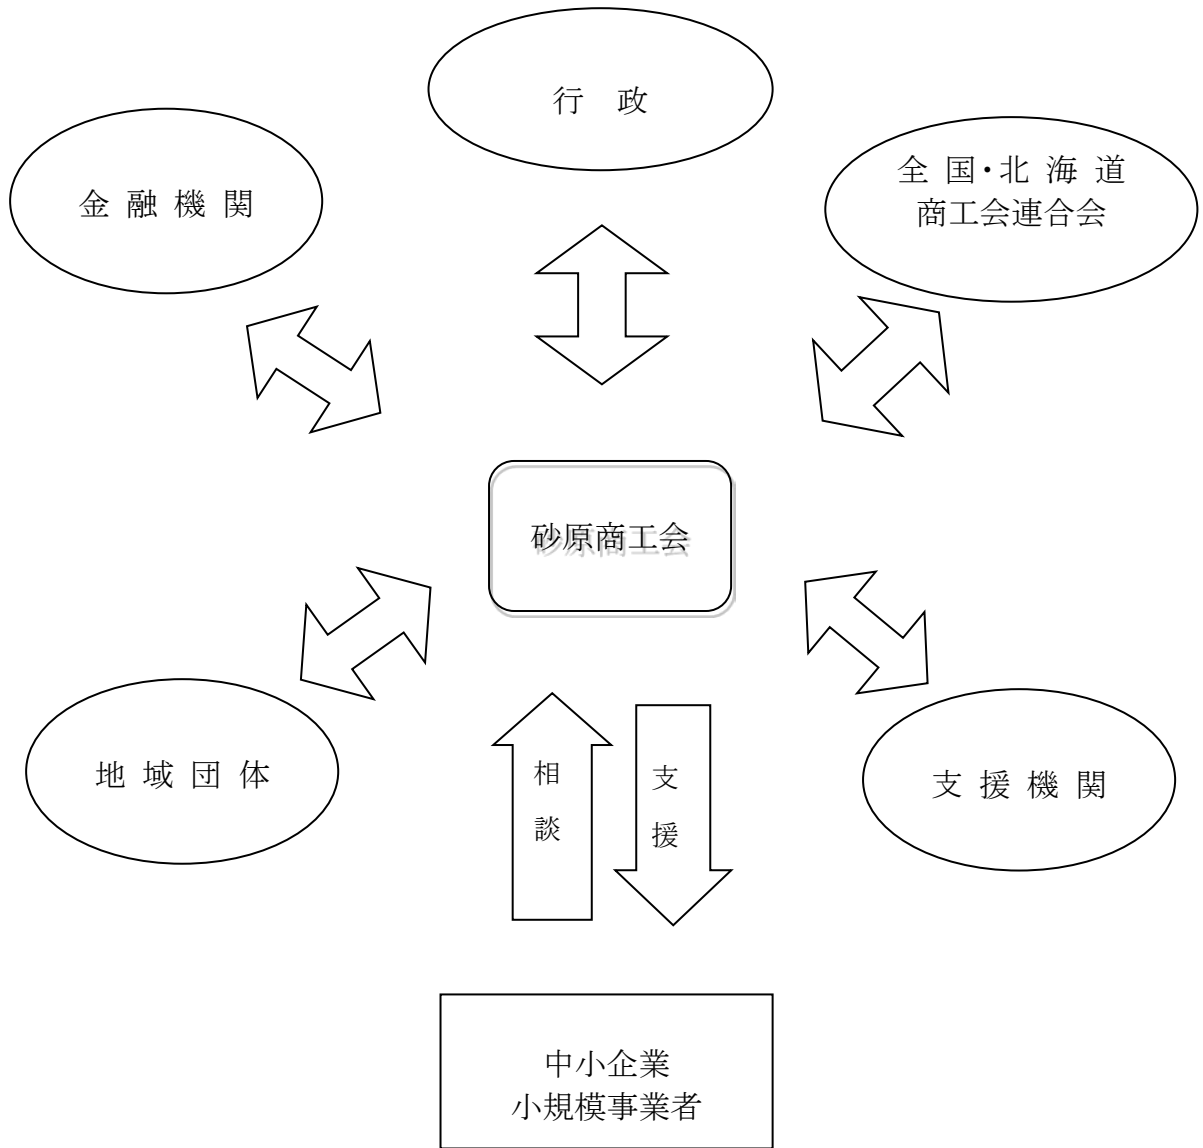 行　政
金 融 機 関
全 国・北 海 道
商工会連合会
砂原商工会
地 域 団 体
相
談
支
援
支 援 機 関
中小企業
小規模事業者